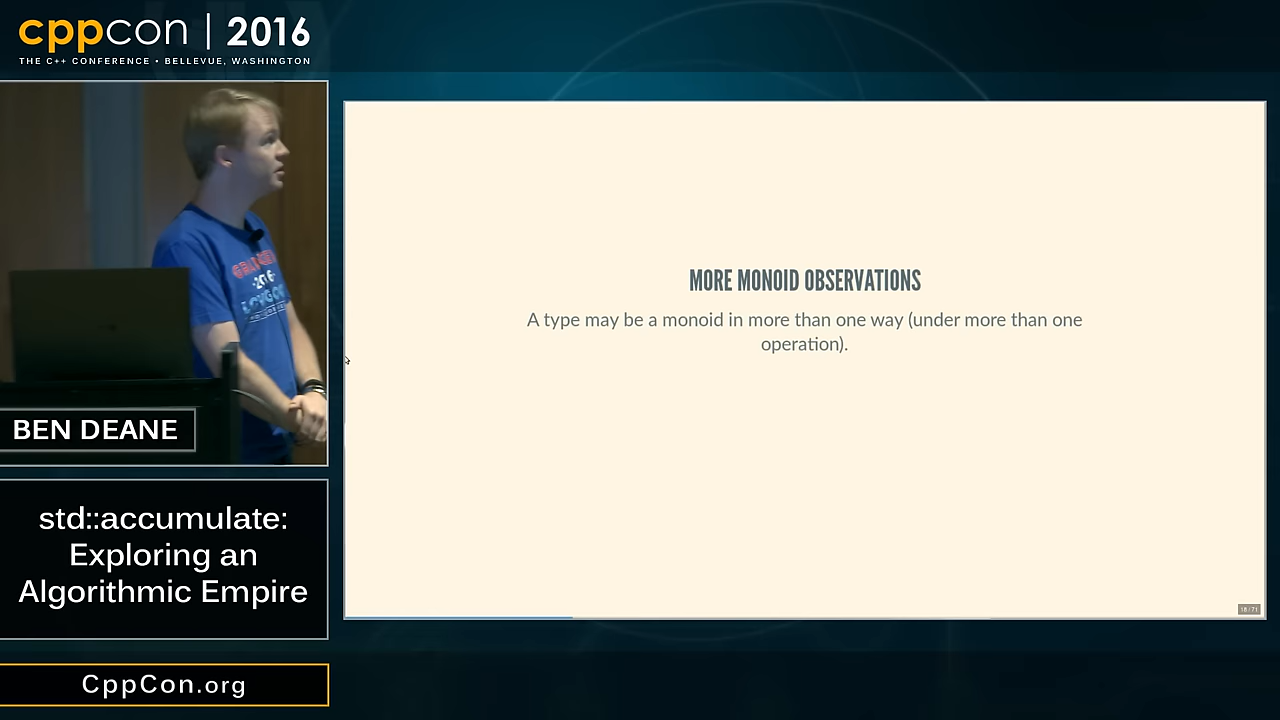 cppcon | 2016
THE C++ CONFERENCE • BELLEVUE, WASHINGTON
BEN DEANE
std::accumulate:
Exploring an
Algorithmic Empire
CppCon.org
MORE MONOID OBSERVATIONS
A type may be a monoid in more than one way (under more than one
operation).